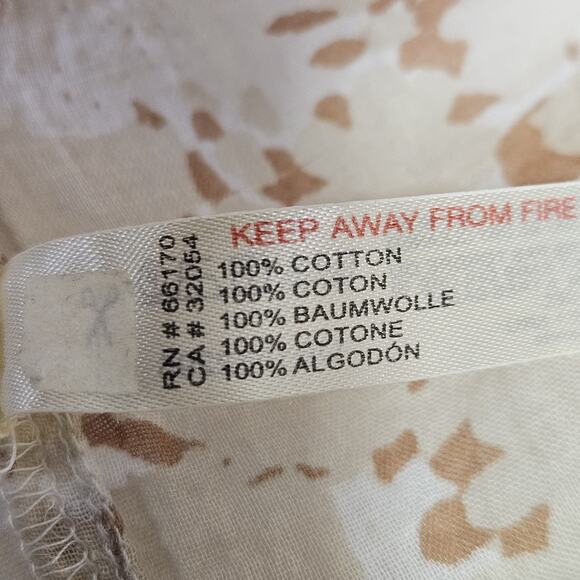 KEEP AWAY FROM FIRE
100% COTTON
100% COTON
100% BAUMWOLLE
100% COTONE
100% ALGODÓN
RN # 66170
CA # 32054